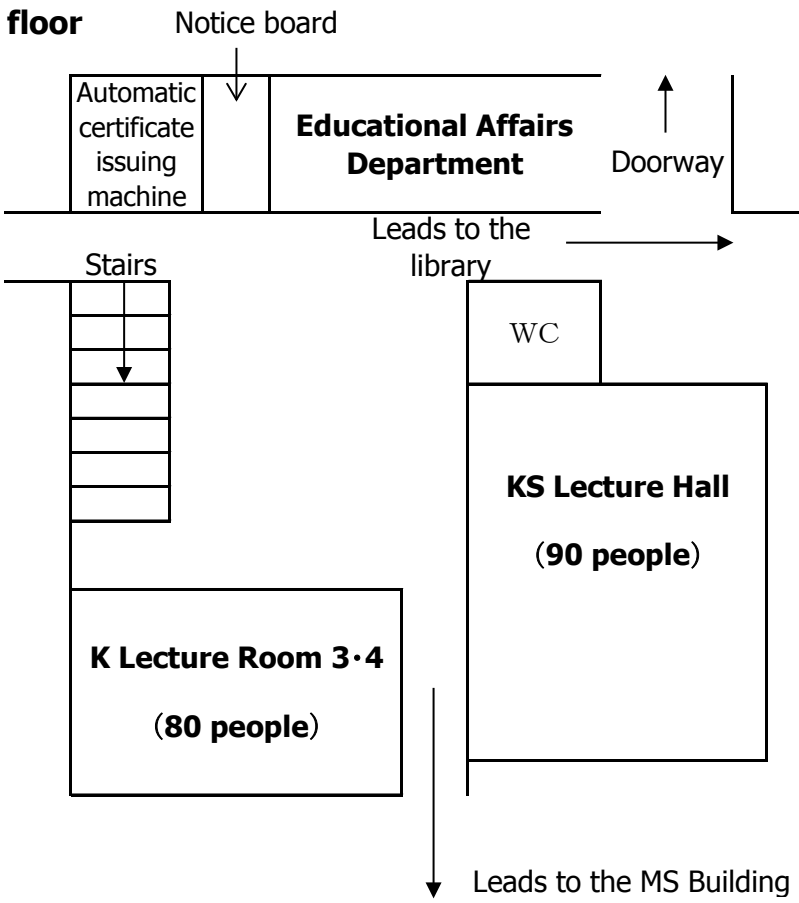 floor
Notice board
Automatic
certificate
issuing
machine
Educational Affairs
Department
Doorway
Leads to the
library
Stairs
WC
KS Lecture Hall
（90 people）
K Lecture Room 3･4
（80 people）
Leads to the MS Building